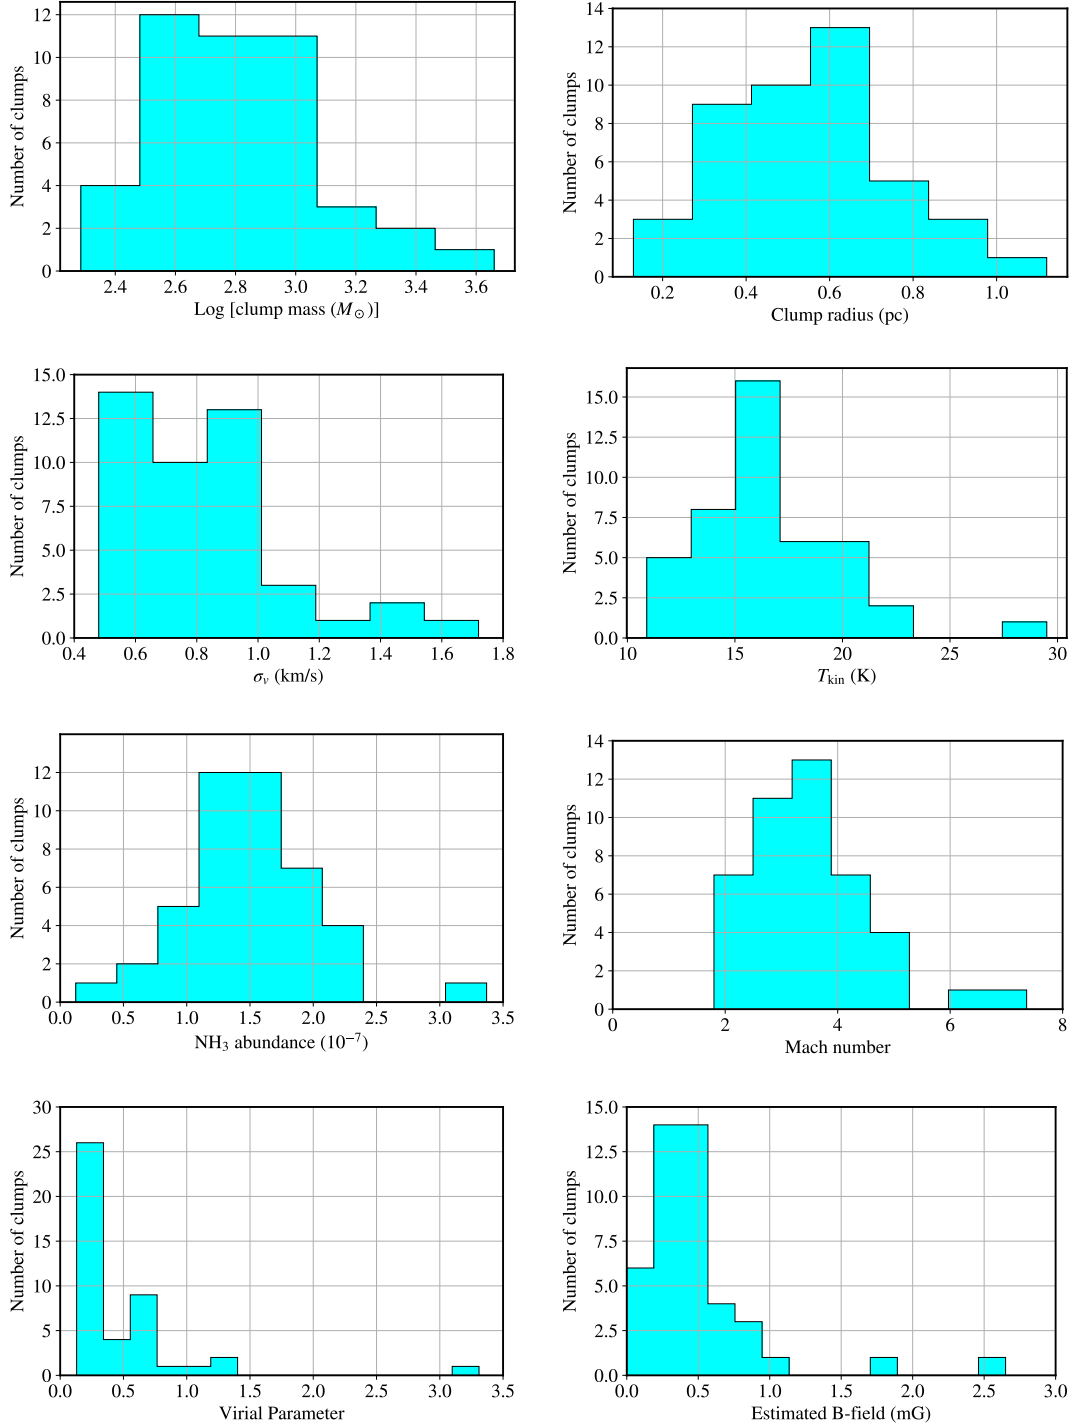 Number of clumps
12
10
8
6
4
2
0
2.4 2.6 2.8 3.0 3.2 3.4 3.6
Log [clump mass (M⊙)]
Number of clumps
14
12
10
8
6
4
2
0
0.2 0.4 0.6 0.8 1.0
Clump radius (pc)
Number of clumps
15.0
12.5
10.0
7.5
5.0
2.5
0.0
0.4 0.6 0.8 1.0 1.2 1.4 1.6 1.8
σv (km/s)
Number of clumps
15.0
12.5
10.0
7.5
5.0
2.5
0.0
10 15 20 25 30
Tkin (K)
Number of clumps
12
10
8
6
4
2
0
0.0 0.5 1.0 1.5 2.0 2.5 3.0 3.5
NH₃ abundance (10⁻⁷)
Number of clumps
14
12
10
8
6
4
2
0
0 2 4 6 8
Mach number
Number of clumps
30
25
20
15
10
5
0
0.0 0.5 1.0 1.5 2.0 2.5 3.0 3.5
Virial Parameter
Number of clumps
15.0
12.5
10.0
7.5
5.0
2.5
0.0
0.0 0.5 1.0 1.5 2.0 2.5 3.0
Estimated B-field (mG)